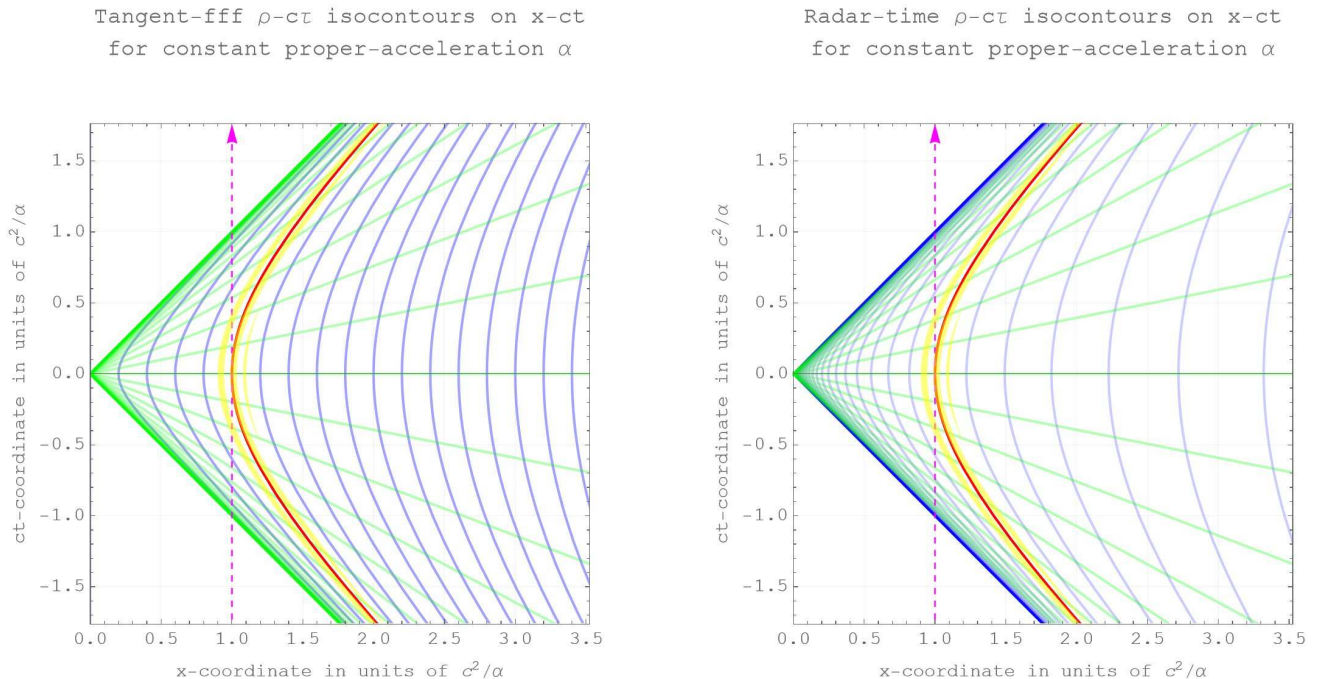 Tangent-fff ρ-cτ isocontours on x-ct
for constant proper-acceleration α
ct-coordinate in units of c²/α
1.5
1.0
0.5
0.0
-0.5
-1.0
-1.5
0.0 0.5 1.0 1.5 2.0 2.5 3.0 3.5
x-coordinate in units of c²/α
Radar-time ρ-cτ isocontours on x-ct
for constant proper-acceleration α
ct-coordinate in units of c²/α
1.5
1.0
0.5
0.0
-0.5
-1.0
-1.5
0.0 0.5 1.0 1.5 2.0 2.5 3.0 3.5
x-coordinate in units of c²/α